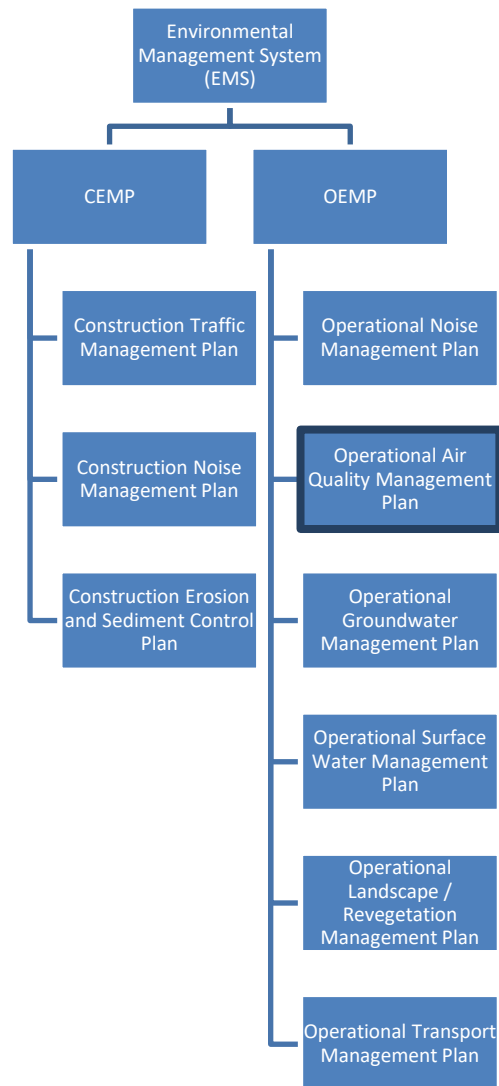 Environmental
Management System
(EMS)
CEMP
OEMP
Construction Traffic
Management Plan
Construction Noise
Management Plan
Construction Erosion
and Sediment Control
Plan
Operational Noise
Management Plan
Operational Air
Quality Management
Plan
Operational
Groundwater
Management Plan
Operational Surface
Water Management
Plan
Operational
Landscape /
Revegetation
Management Plan
Operational Transport
Management Plan